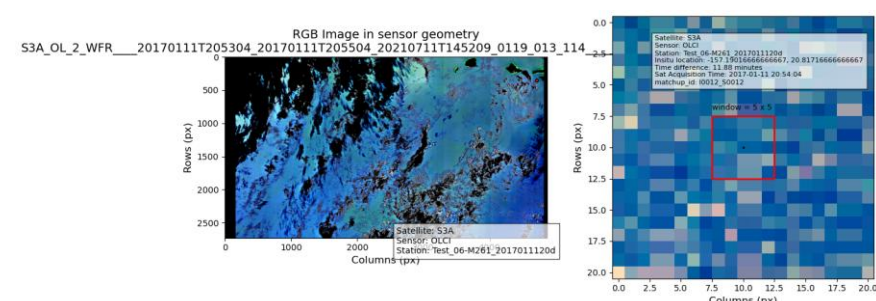 RGB Image in sensor geometry
S3A_OL_2_WFR____20170111T205304_20170111T205504_20210711T145209_0119_013_114
0
500
1000
1500
2000
2500
Rows (px)
0
1000
2000
Columns (px)
Satellite: S3A
Sensor: OLCI
Station: Test_06-M261_2017011120d
0.0
2.5
5.0
7.5
10.0
12.5
15.0
17.5
20.0
Rows (px)
Satellite: S3A
Sensor: OLCI
Station: Test_06-M261_2017011120d
Insitu location: -157.19016666666667, 20.81716666666667
Time difference: 11.88 minutes
Sat Acquisition Time: 2017-01-11 20:54:04
matchup_id: I0012_S0012
window = 5 x 5
0.0
2.5
5.0
7.5
10.0
12.5
15.0
17.5
20.0
Columns (px)